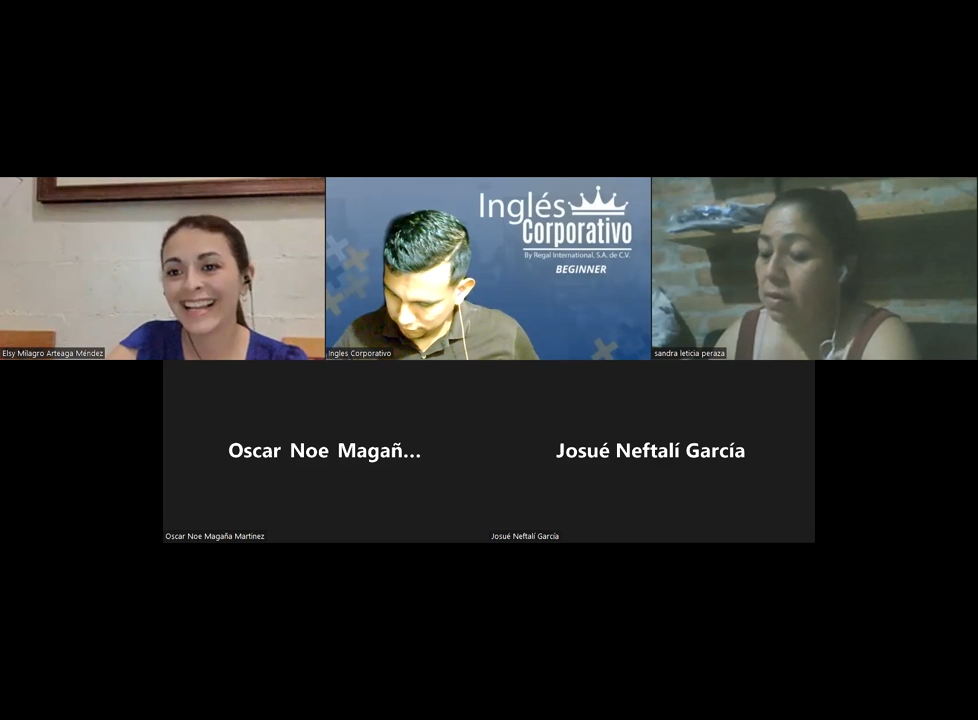 Inglés
Corporativo
By Regal International, S.A. de C.V.
BEGINNER
Elsy Milagro Arteaga Méndez
Ingles Corporativo
sandra leticia peraza
Oscar Noe Magañ...
Josué Neftalí García
Oscar Noe Magaña Martinez
Josué Neftalí García